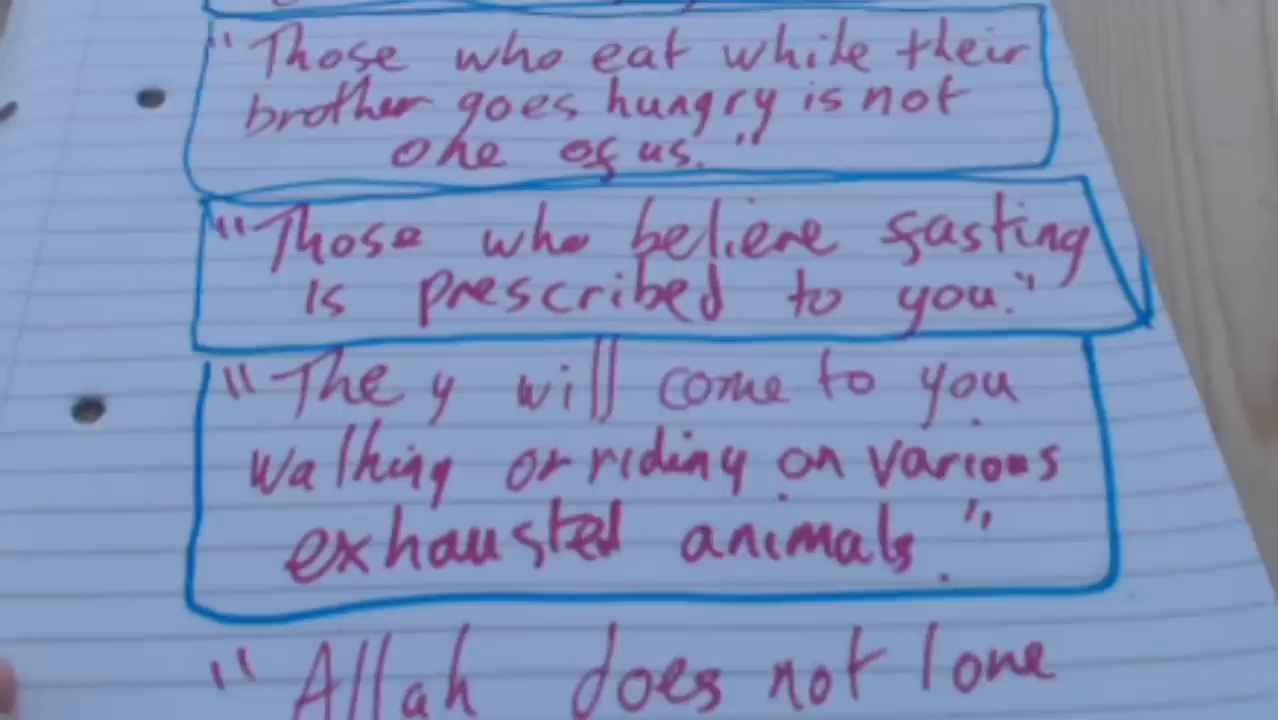 "Those who eat while their
brother goes hungry is not
one of us."
"Those who believe fasting
is prescribed to you."
"They will come to you
walking or riding on various
exhausted animals."
"Allah does not love